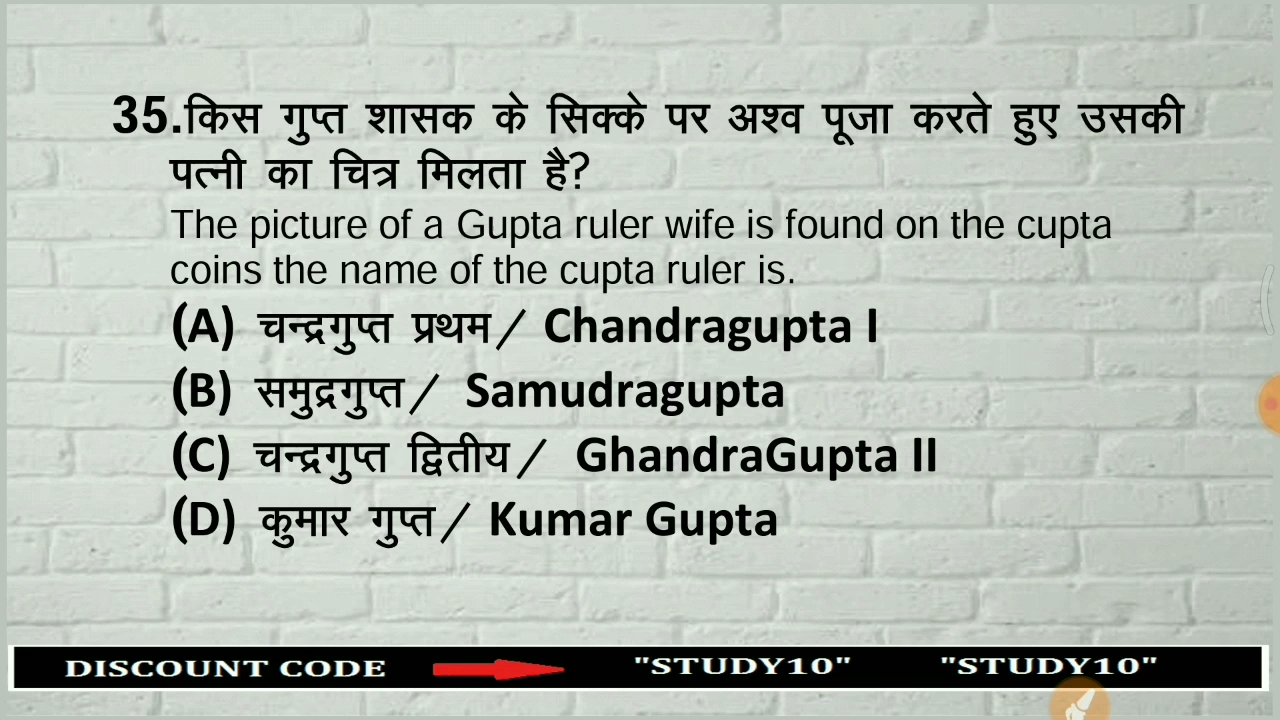 35.किस गुप्त शासक के सिक्के पर अश्व पूजा करते हुए उसकी
पत्नी का चित्र मिलता है?
The picture of a Gupta ruler wife is found on the cupta
coins the name of the cupta ruler is.
(A) चन्द्रगुप्त प्रथम/ Chandragupta I
(B) समुद्रगुप्त/ Samudragupta
(C) चन्द्रगुप्त द्वितीय/ GhandraGupta II
(D) कुमार गुप्त/ Kumar Gupta
DISCOUNT CODE "STUDY10" "STUDY10"